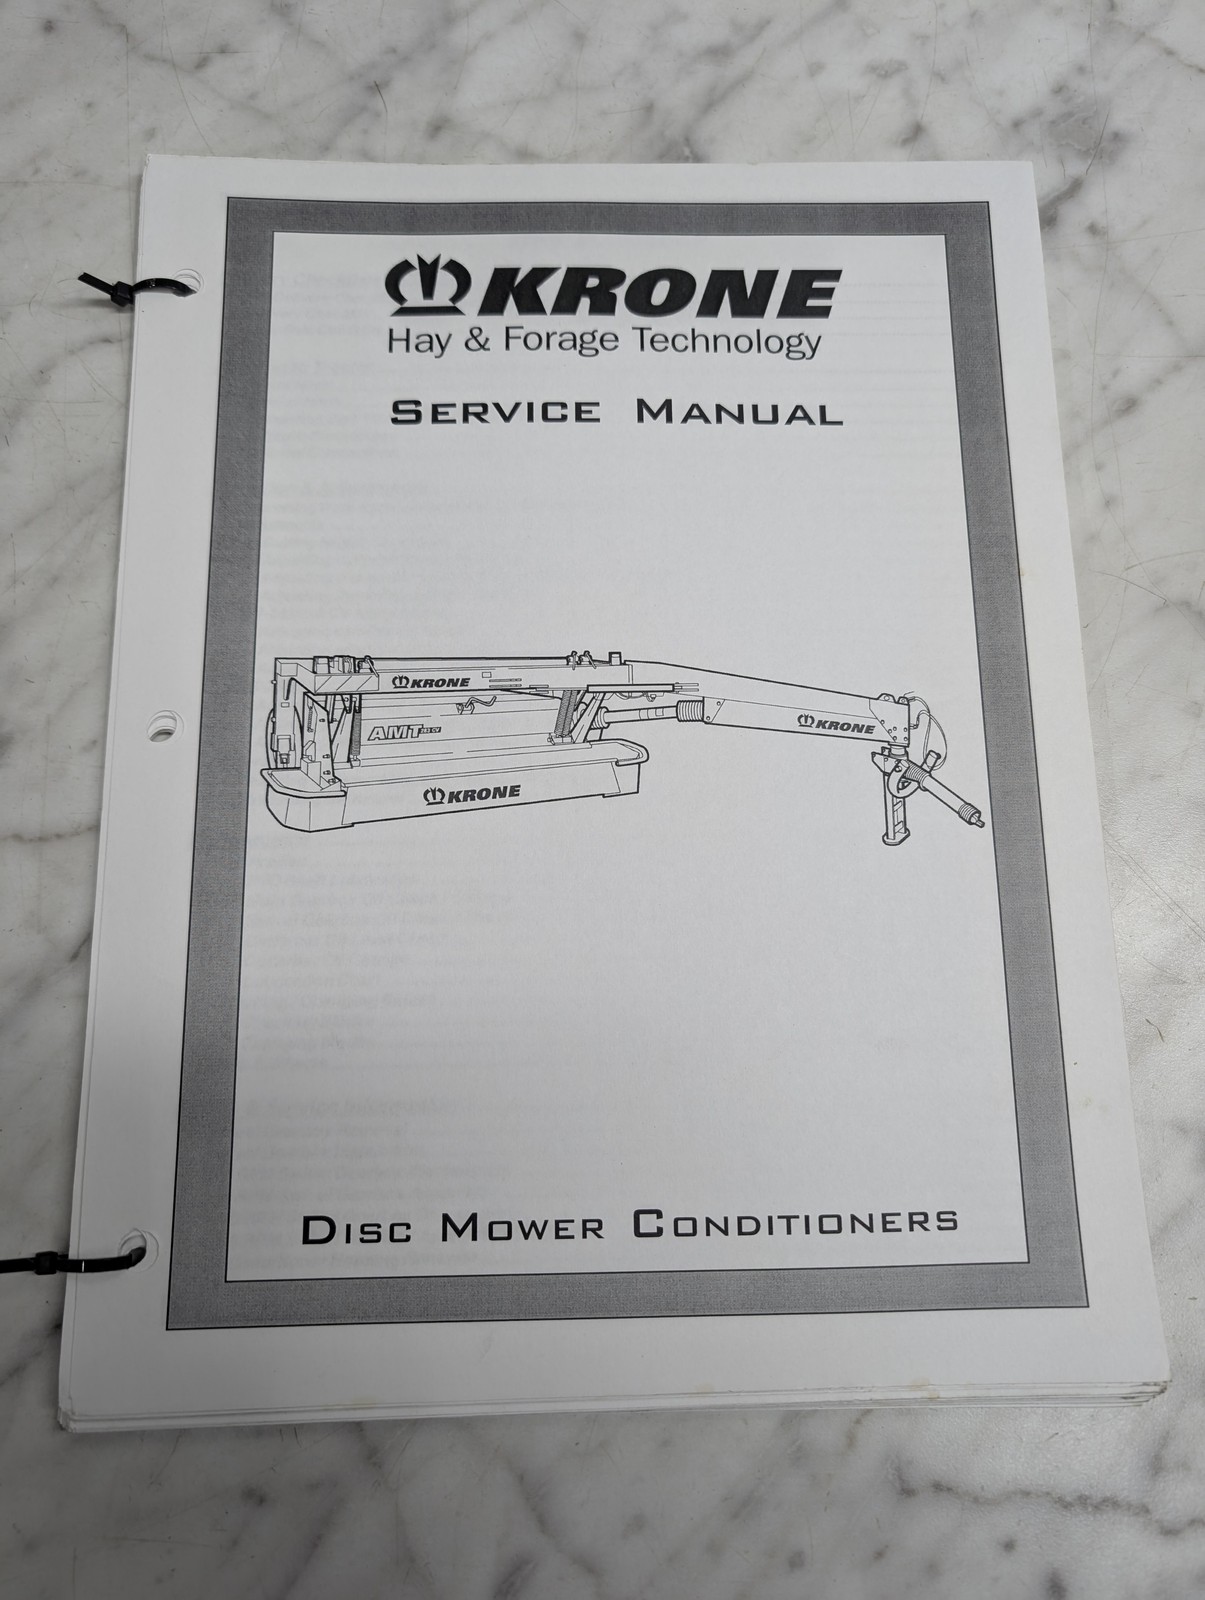 KRONE
Hay & Forage Technology
SERVICE MANUAL
KRONE
AMT
KRONE
KRONE
DISC MOWER CONDITIONERS